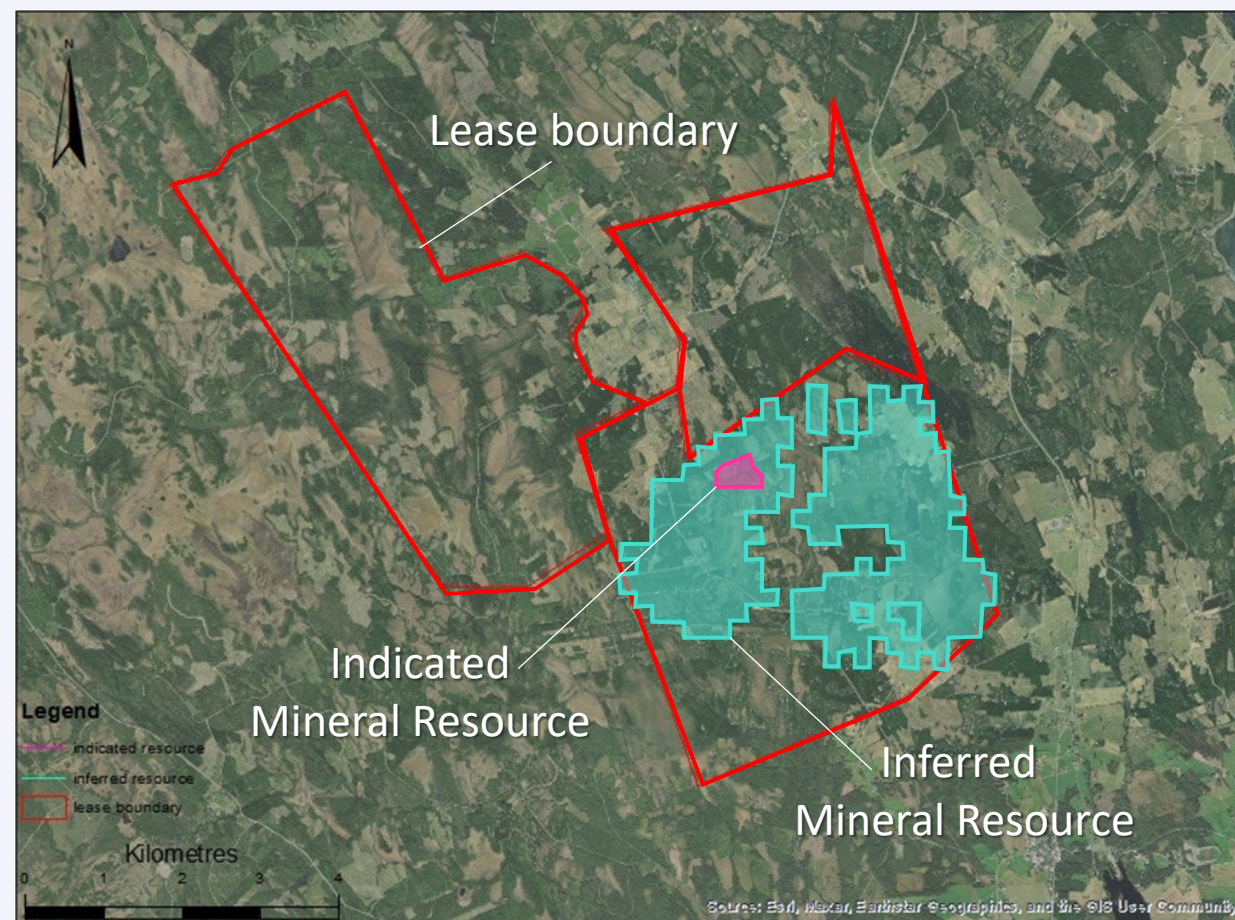 N
Lease boundary
Indicated
Mineral Resource
Inferred
Mineral Resource
Legend
indicated resource
inferred resource
lease boundary
Kilometres
0 1 2 3 4
Source: Esri, Maxar, Earthstar Geographics, and the GIS User Community